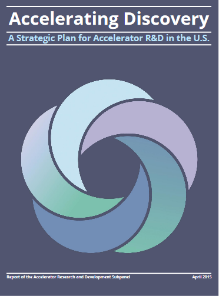 Accelerating Discovery
A Strategic Plan for Accelerator R&D in the U.S.
Report of the Accelerator Research and Development Subpanel
April 2015